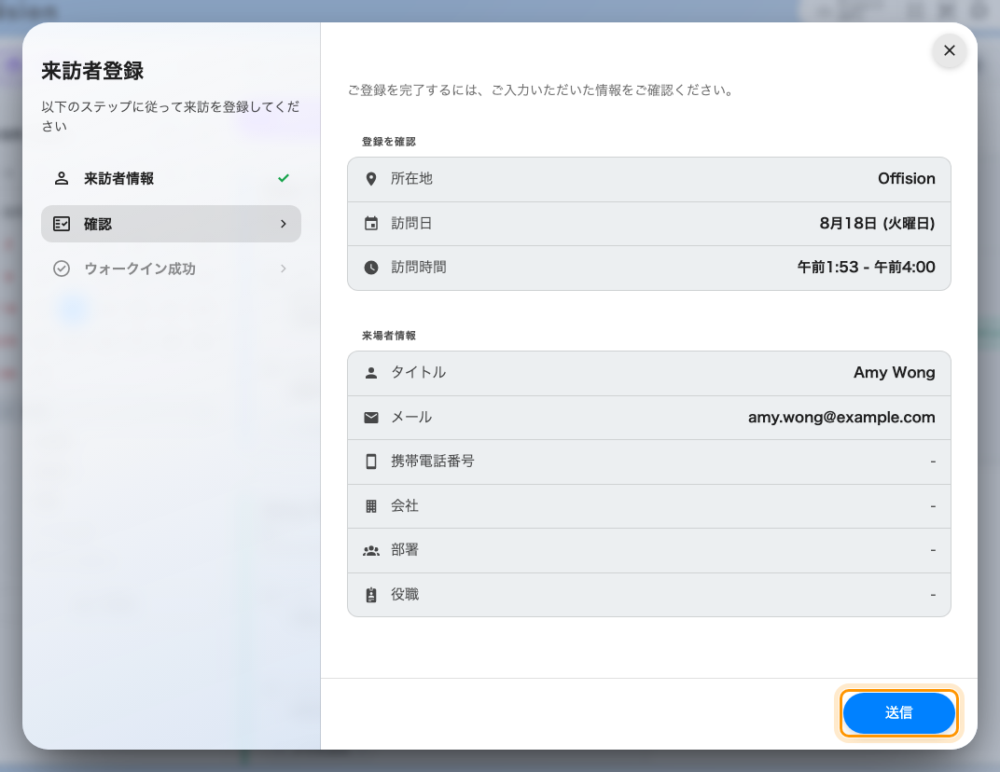 来訪者登録
以下のステップに従って来訪を登録してくだ
さい
来訪者情報
確認
ウォークイン成功
ご登録を完了するには、ご入力いただいた情報をご確認ください。
登録を確認
所在地 Offision
訪問日 8月18日 (火曜日)
訪問時間 午前1:53 - 午前4:00
来場者情報
タイトル Amy Wong
メール amy.wong@example.com
携帯電話番号 -
会社 -
部署 -
役職 -
送信